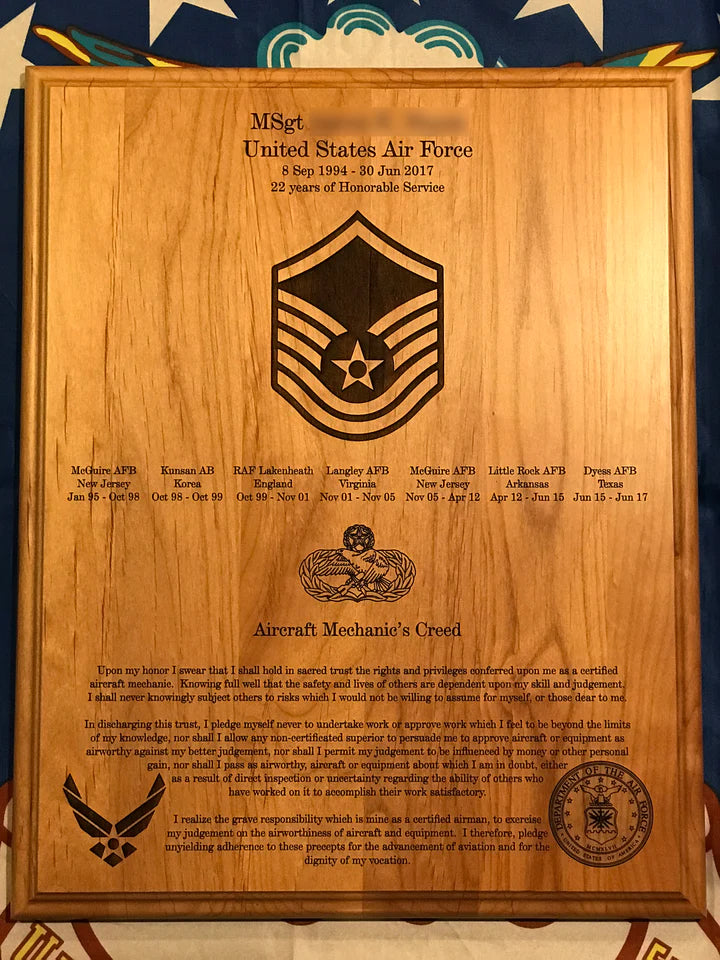 MSgt
United States Air Force
8 Sep 1994 - 30 Jun 2017
22 years of Honorable Service
McGuire AFB Kunsan AB RAF Lakenheath Langley AFB McGuire AFB Little Rock AFB Dyess AFB
New Jersey Korea England Virginia New Jersey Arkansas Texas
Jan 95 - Oct 98 Oct 98 - Oct 99 Oct 99 - Nov 01 Nov 01 - Nov 05 Nov 05 - Apr 12 Apr 12 - Jun 15 Jun 15 - Jun 17
Aircraft Mechanic's Creed
Upon my honor I swear that I shall hold in sacred trust the rights and privileges conferred upon me as a certified
aircraft mechanic. Knowing full well that the safety and lives of others are dependent upon my skill and judgement,
I shall never knowingly subject others to risks which I would not be willing to assume for myself, or those dear to me.
In discharging this trust, I pledge myself never to undertake work or approve work which I feel to be beyond the limits
of my knowledge, nor shall I allow any non-certificated superior to persuade me to approve aircraft or equipment as
airworthy against my better judgement, nor shall I permit my judgement to be influenced by money or other personal
gain, nor shall I pass as airworthy, aircraft or equipment about which I am in doubt, either
as a result of direct inspection or uncertainty regarding the ability of others who
have worked on it to accomplish their work satisfactory.
I realize the grave responsibility which is mine as a certified airman, to exercise
my judgement on the airworthiness of aircraft and equipment. I therefore, pledge
unyielding adherence to these precepts for the advancement of aviation and for the
dignity of my vocation.
DEPARTMENT OF THE AIR FORCE
MCMXLVII
UNITED STATES OF AMERICA